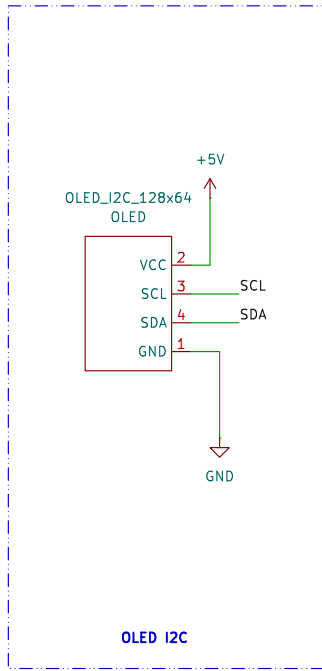 +5V
OLED_I2C_128x64
OLED
VCC 2
SCL 3 SCL
SDA 4 SDA
GND 1
GND
OLED I2C